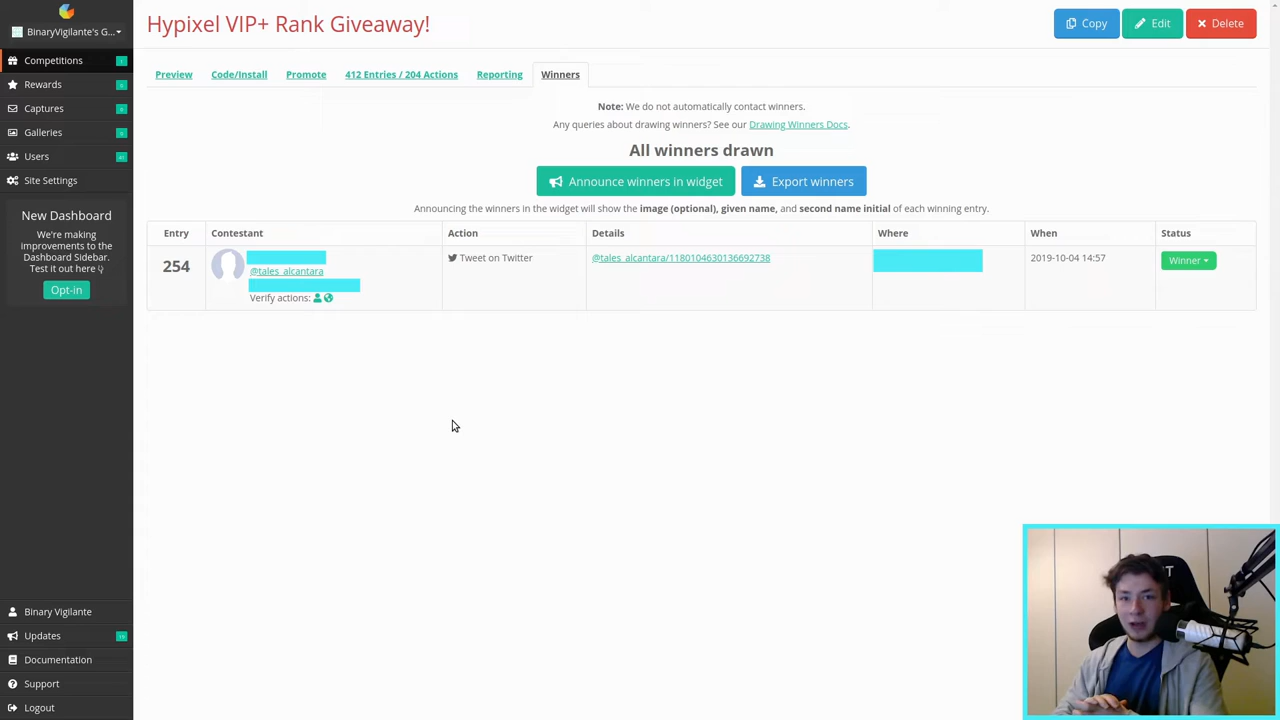 BinaryVigilante's G...
Competitions
Rewards
Captures
Galleries
Users
Site Settings
New Dashboard
We're making
improvements to the
Dashboard Sidebar.
Test it out here
Opt-in
Binary Vigilante
Updates 19
Documentation
Support
Logout
Hypixel VIP+ Rank Giveaway!
Copy Edit Delete
Preview Code/Install Promote 412 Entries / 204 Actions Reporting Winners
Note: We do not automatically contact winners.
Any queries about drawing winners? See our Drawing Winners Docs.
All winners drawn
Announce winners in widget Export winners
Announcing the winners in the widget will show the image (optional), given name, and second name initial of each winning entry.
Entry Contestant Action Details Where When Status
254 @tales_alcantara Tweet on Twitter @tales_alcantara/1180104630136692738 2019-10-04 14:57 Winner
Verify actions: